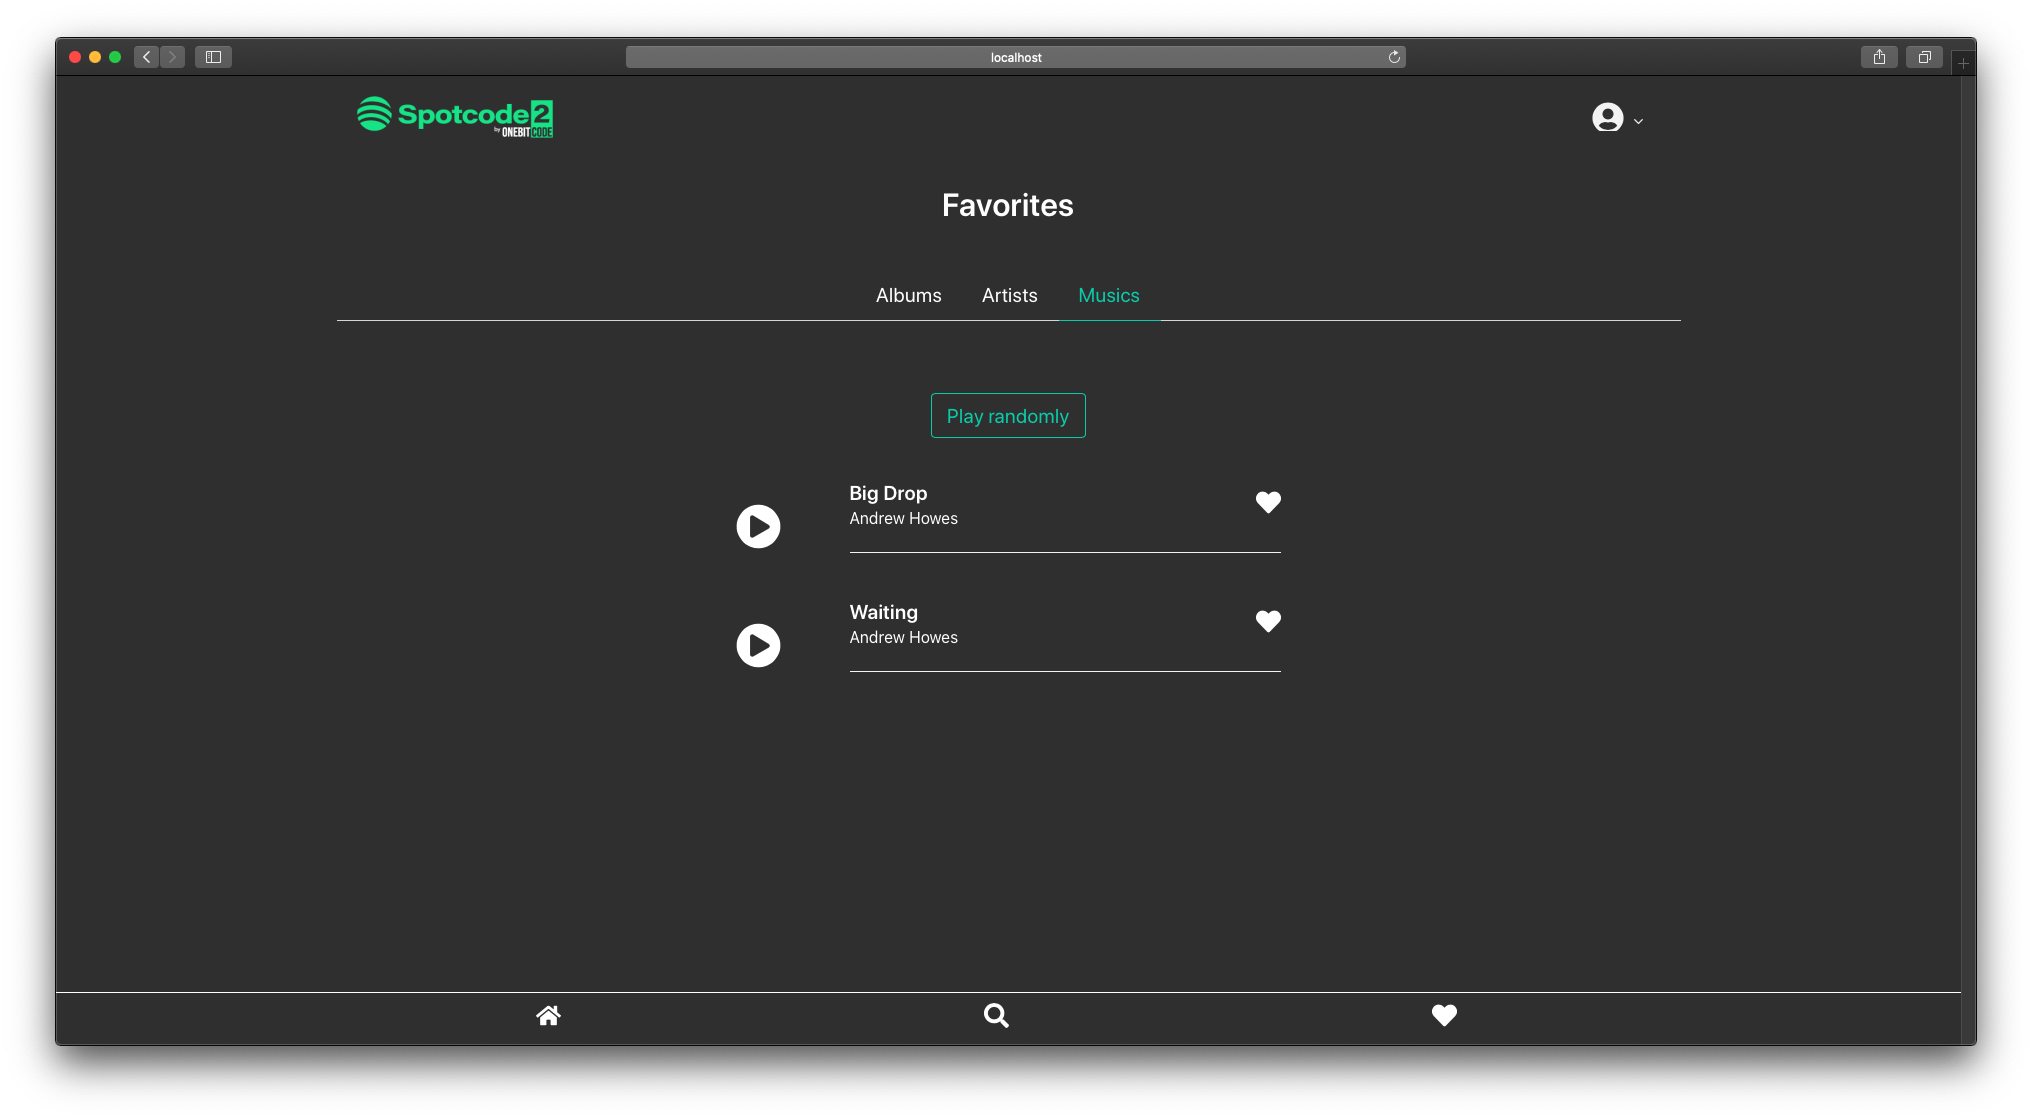 localhost
Spotcode2
by ONEBITCODE
Favorites
Albums Artists Musics
Play randomly
Big Drop
Andrew Howes
Waiting
Andrew Howes